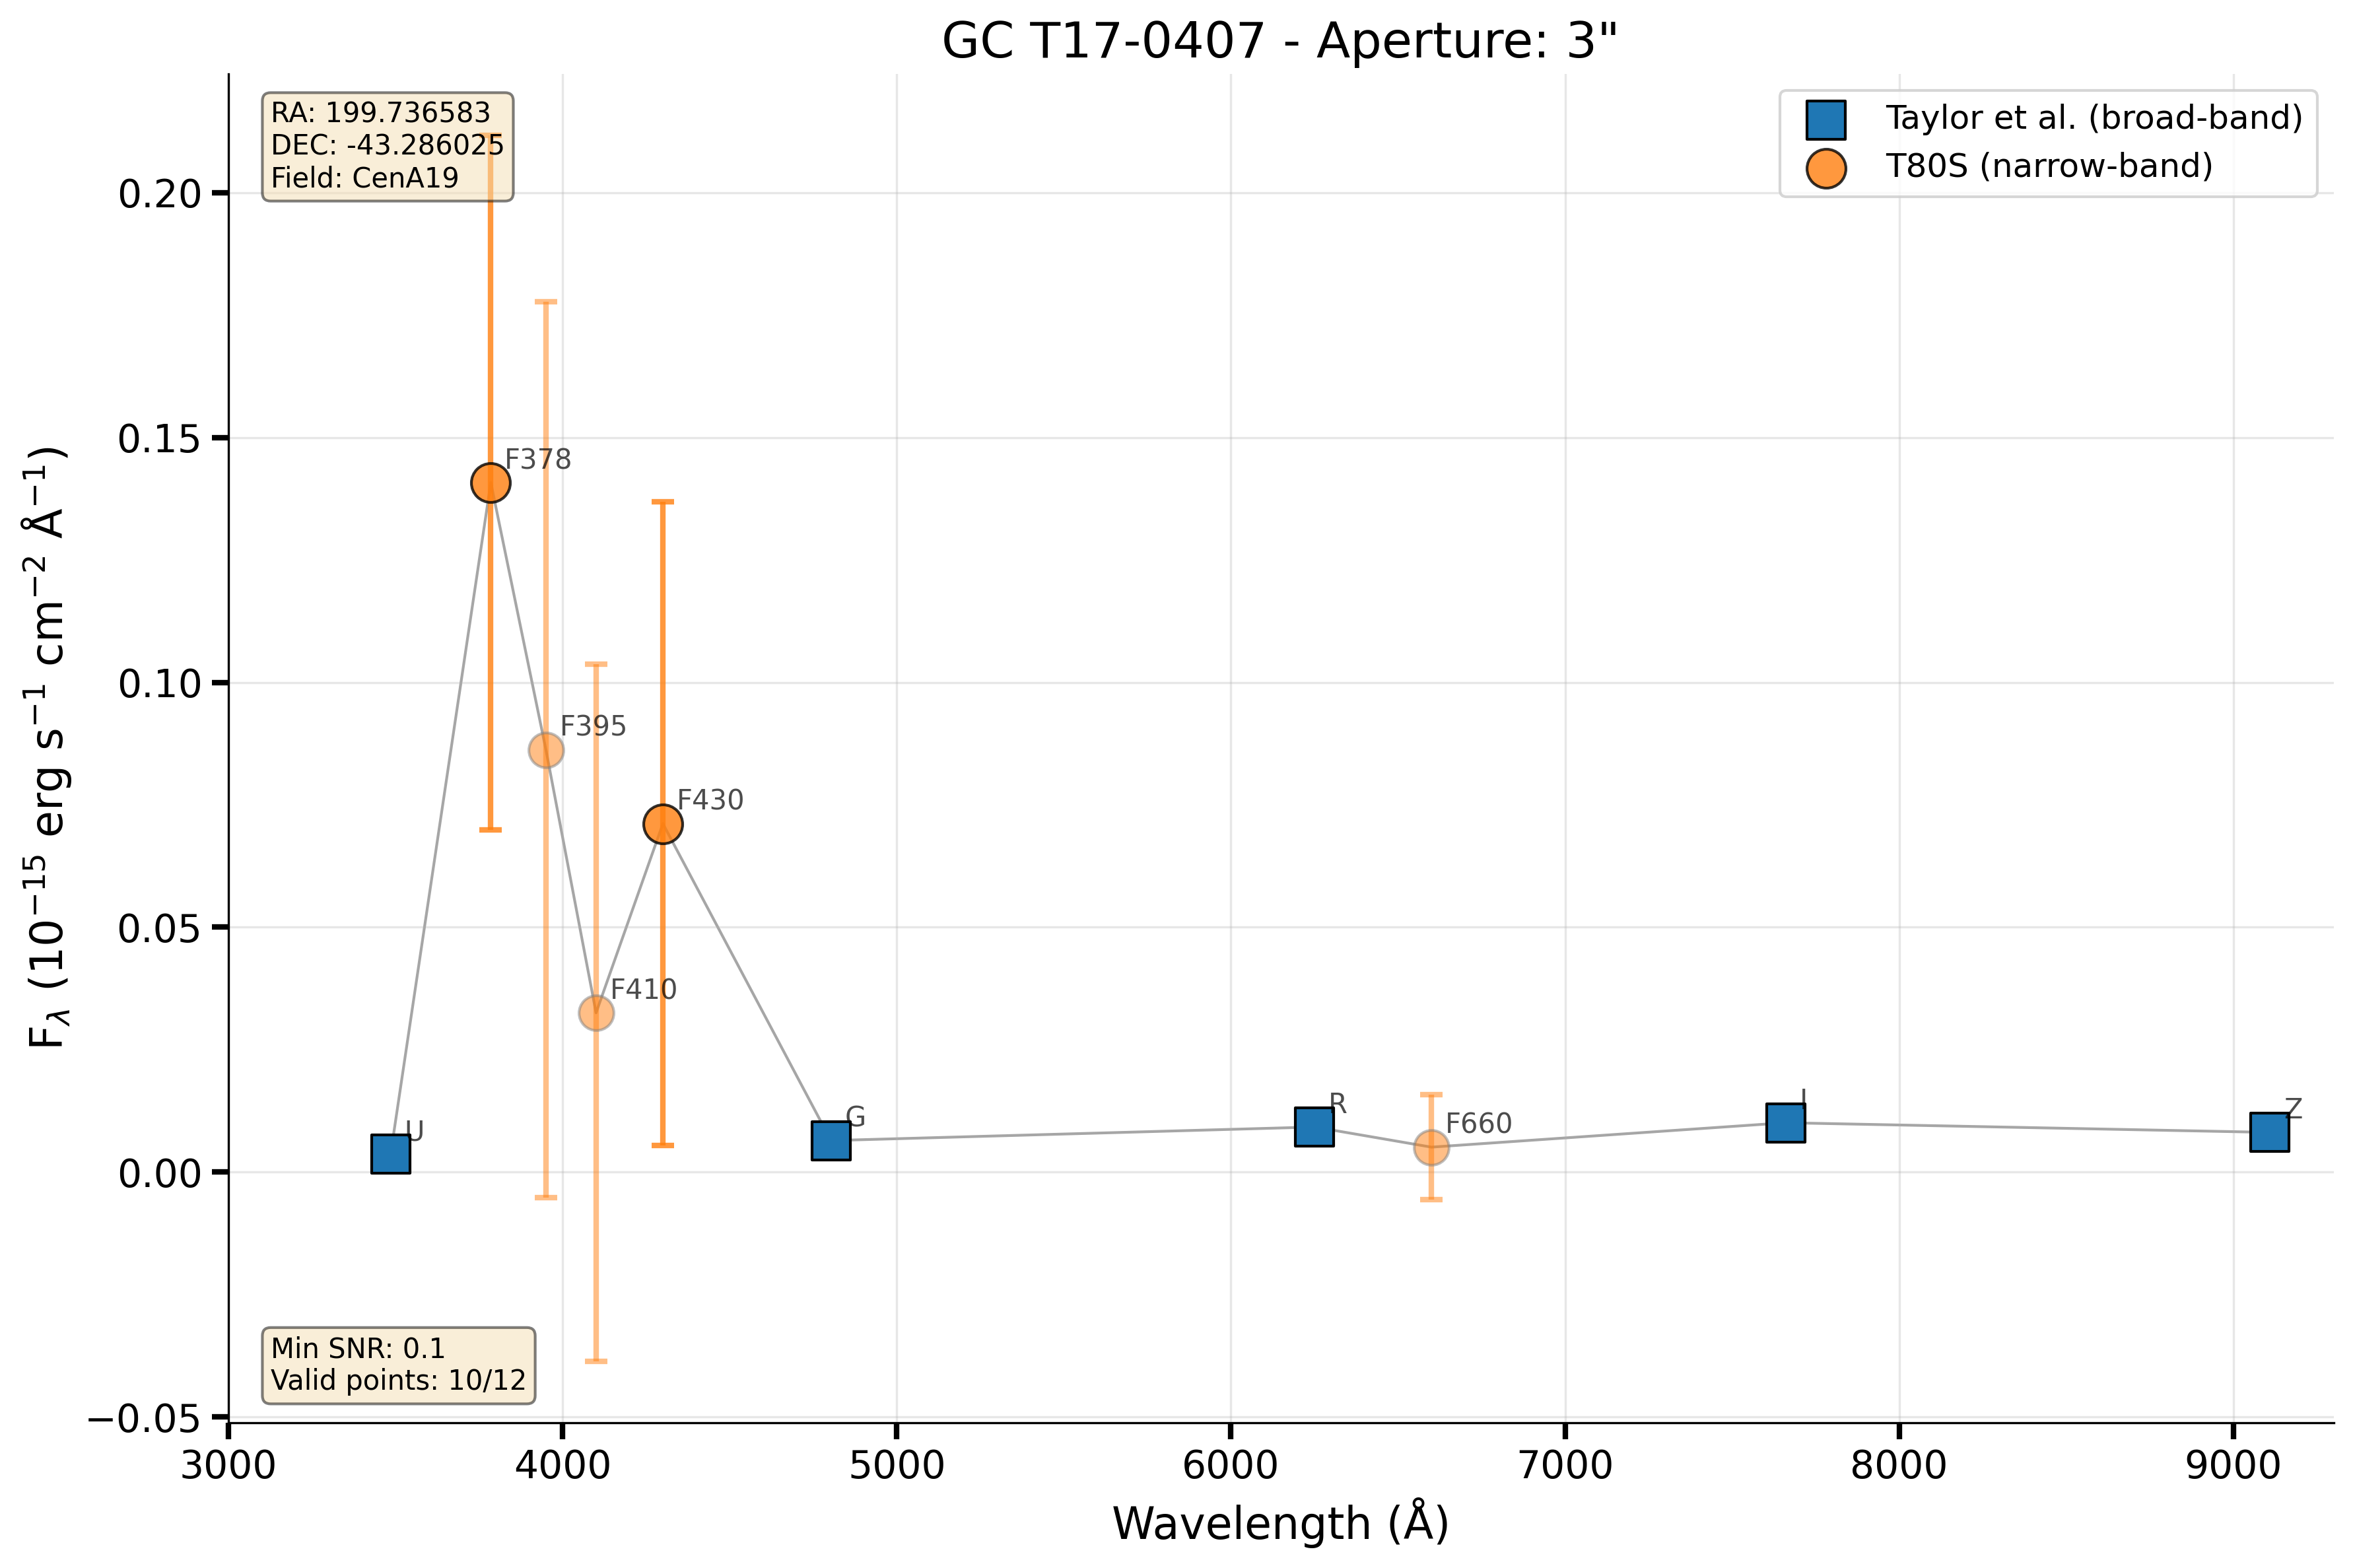 GC T17-0407 - Aperture: 3"
RA: 199.736583
DEC: -43.286025
Field: CenA19
Taylor et al. (broad-band)
T80S (narrow-band)
F378
F395
F430
F410
U
G
R
F660
I
Z
Min SNR: 0.1
Valid points: 10/12
0.20
0.15
0.10
0.05
0.00
−0.05
3000 4000 5000 6000 7000 8000 9000
Wavelength (Å)
Fλ (10⁻¹⁵ erg s⁻¹ cm⁻² Å⁻¹)